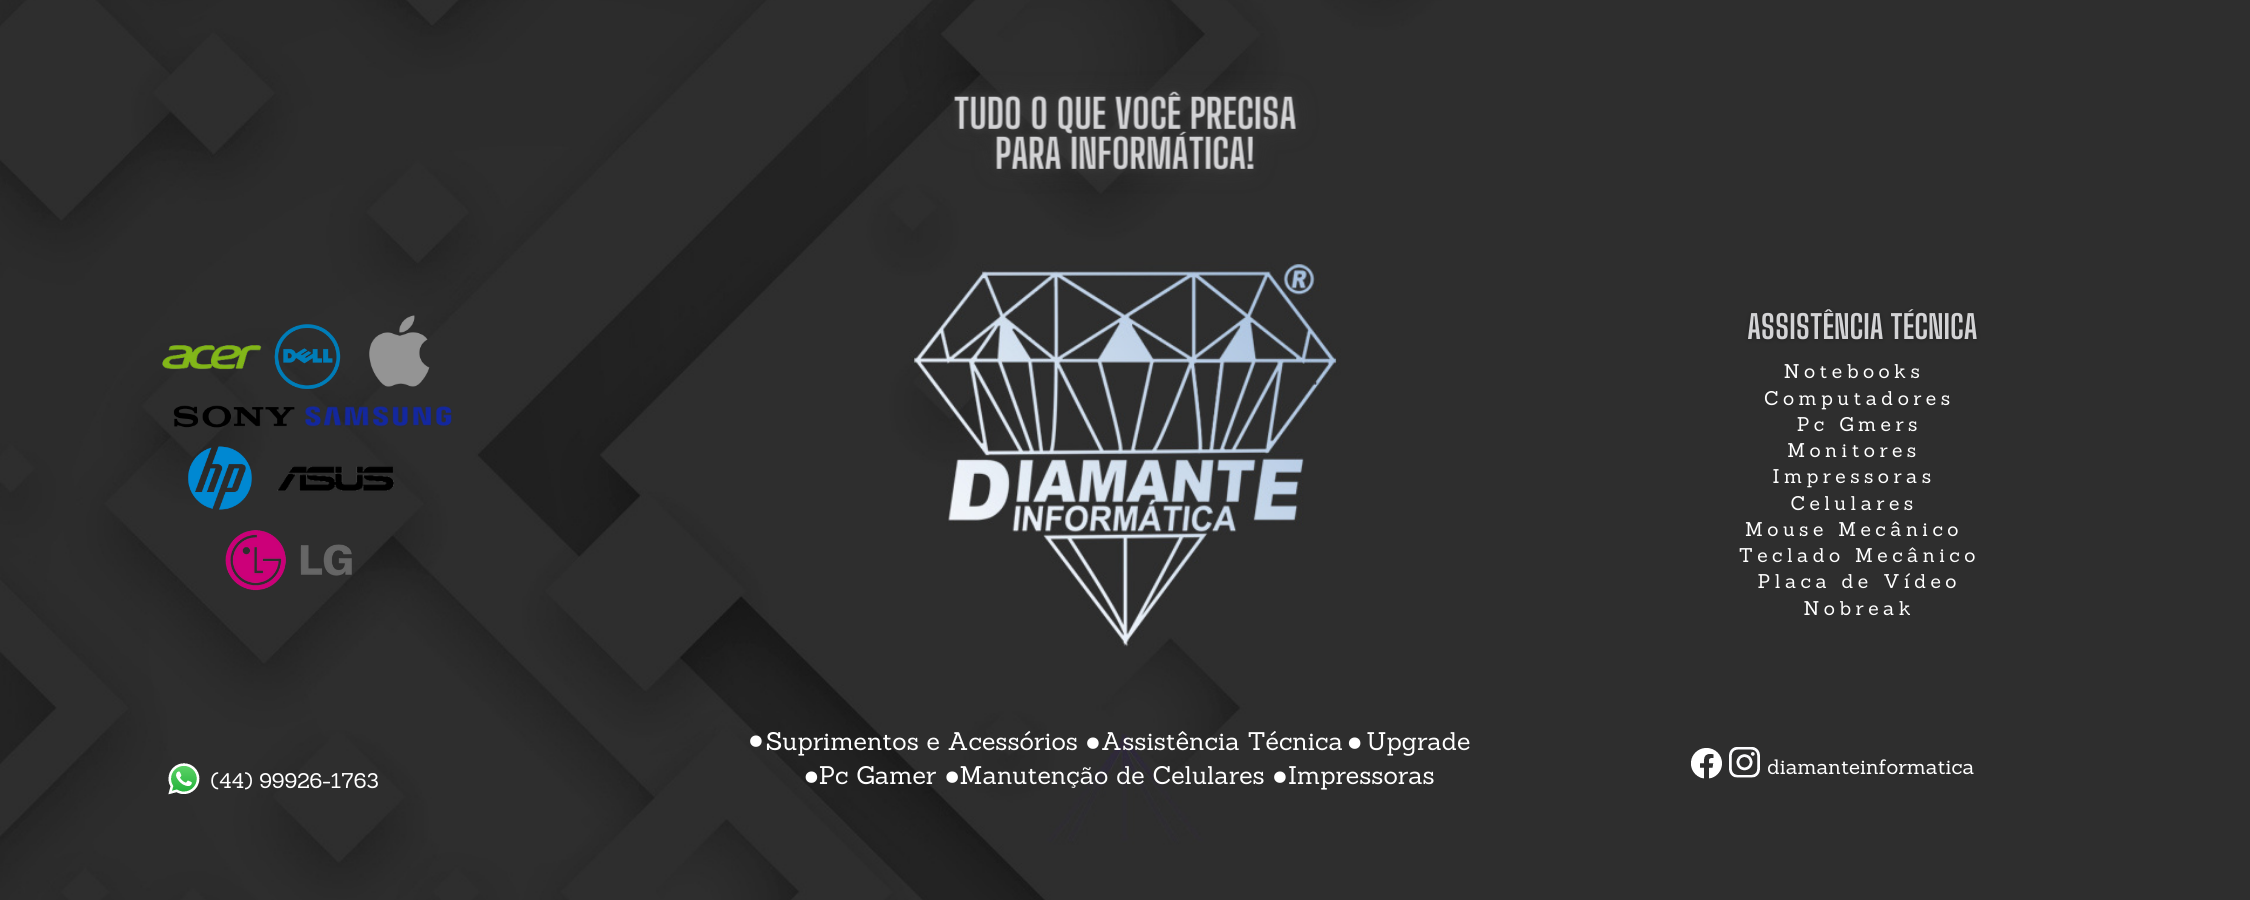 TUDO O QUE VOCÊ PRECISA
PARA INFORMÁTICA!
acer
DELL
SONY SAMSUNG
hp
ASUS
LG
LG
®
DIAMANTE
INFORMÁTICA
ASSISTÊNCIA TÉCNICA
Notebooks
Computadores
Pc Gmers
Monitores
Impressoras
Celulares
Mouse Mecânico
Teclado Mecânico
Placa de Vídeo
Nobreak
●Suprimentos e Acessórios ●Assistência Técnica ● Upgrade
●Pc Gamer ●Manutenção de Celulares ●Impressoras
(44) 99926-1763
diamanteinformatica